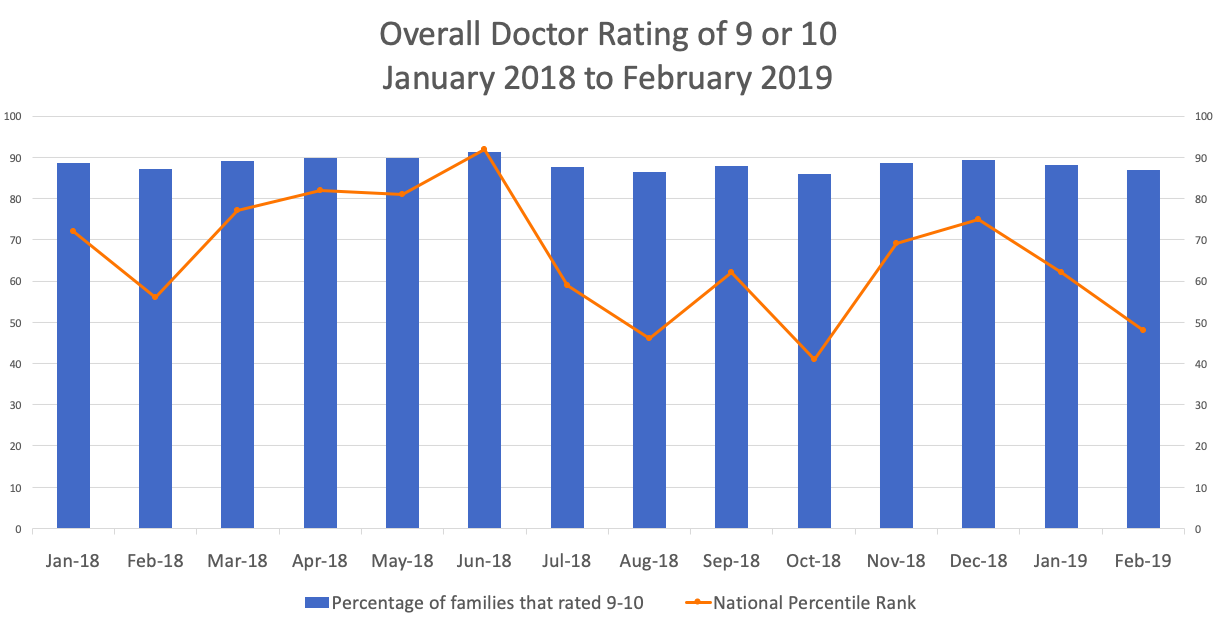 Overall Doctor Rating of 9 or 10
January 2018 to February 2019
100 100
90 90
80 80
70 70
60 60
50 50
40 40
30 30
20 20
10 10
0 0
Jan-18 Feb-18 Mar-18 Apr-18 May-18 Jun-18 Jul-18 Aug-18 Sep-18 Oct-18 Nov-18 Dec-18 Jan-19 Feb-19
Percentage of families that rated 9-10 National Percentile Rank